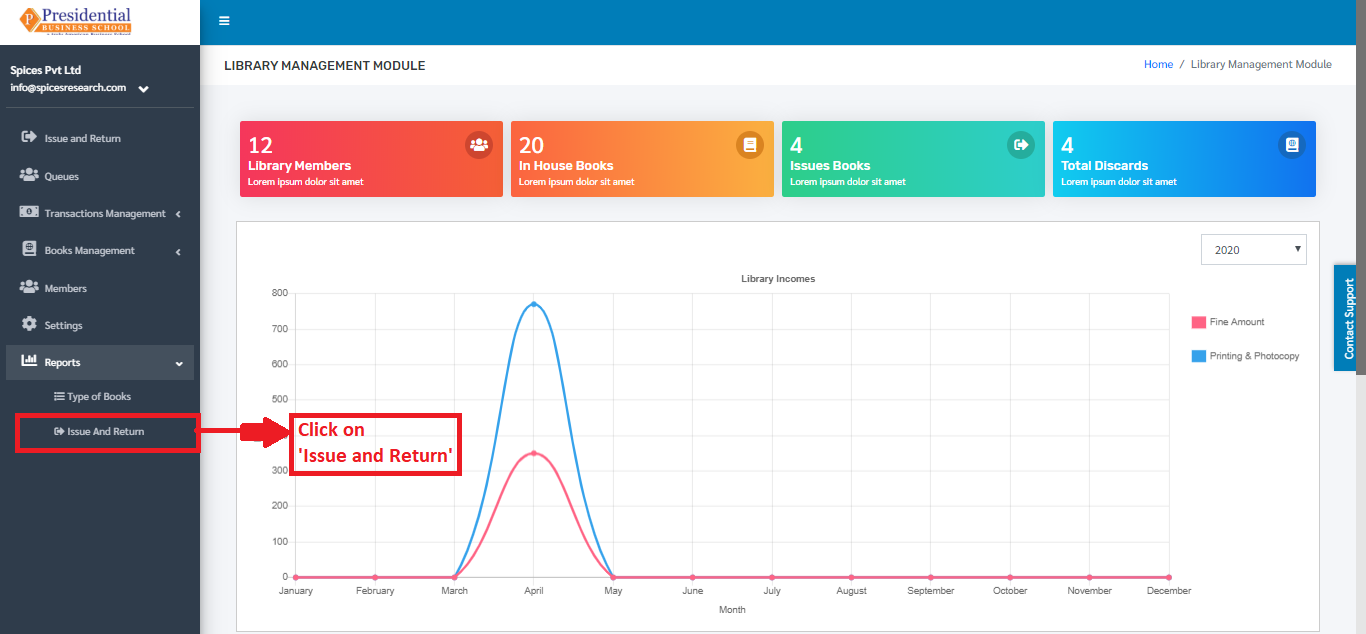 Presidential
BUSINESS SCHOOL
LIBRARY MANAGEMENT MODULE
Home / Library Management Module
Spices Pvt Ltd
info@spicesresearch.com
Issue and Return
Queues
Transactions Management
Books Management
Members
Settings
Reports
Type of Books
Issue And Return
12
Library Members
Lorem ipsum dolor sit amet
20
In House Books
Lorem ipsum dolor sit amet
4
Issues Books
Lorem ipsum dolor sit amet
4
Total Discards
Lorem ipsum dolor sit amet
2020
Library Incomes
800
700
600
500
300
200
100
0
January February March April May June July August September October November December
Month
Fine Amount
Printing & Photocopy
Click on
'Issue and Return'
Contact Support